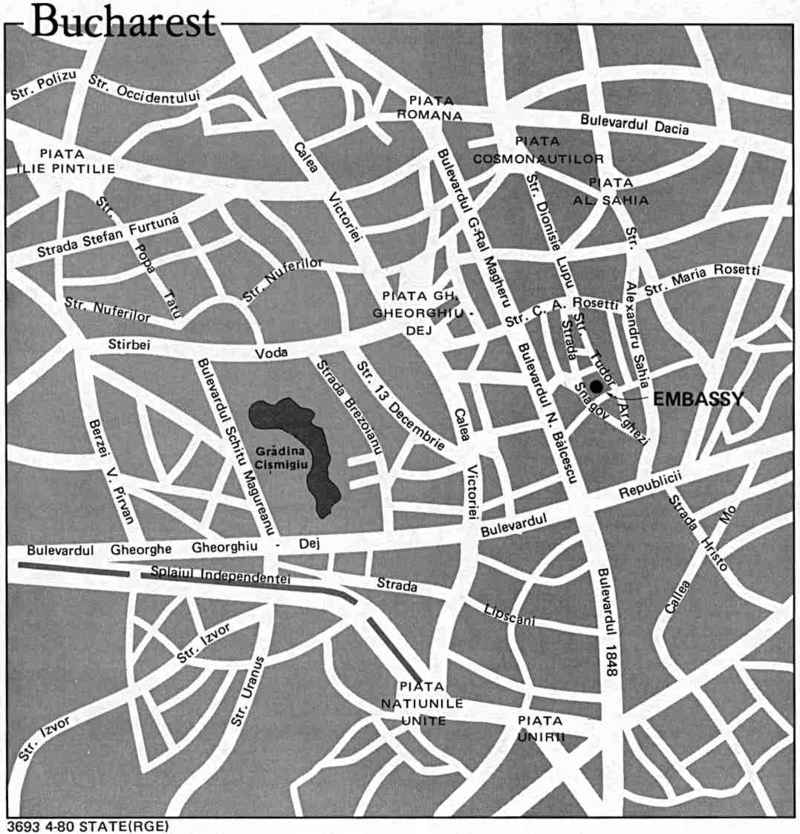 Bucharest
Str. Polizu
Str. Occidentului
PIATA
ROMANA
Bulevardul Dacia
PIATA
COSMONAUTILOR
PIATA
ILIE PINTILIE
Calea
Victoriei
Bulevardul G-Ral Magheru
Str. Dionisie Lupu
PIATA
AL. SAHIA
Str.
Alexandru Sahia
Str. Popa Tatu
Strada Stefan Furtună
Str. Nuferilor
Str. Nuferilor
Str. Maria Rosetti
PIATA GH.
GHEORGHIU -
DEJ
Str. C. A. Rosetti
Strada
Str. Tudor Arghezi
Snagov
EMBASSY
Stirbei
Voda
Bulevardul Schitu Magureanu
Strada Brezoianu
Str. 13 Decembrie
Calea
Victoriei
Bulevardul N. Bălcescu
Berzei
V. Pirvan
Grădina
Cismigiu
Bulevardul
Republicii
Strada Hristo
Callea
Mo
Bulevardul Gheorghe Gheorghiu - Dej
Splaiul Independentei
Strada
Lipscani
Bulevardul 1848
Str. Izvor
Str. Izvor
Str. Uranus
PIATA
NATIUNILE
UNITE
PIATA
UNIRII
3693 4-80 STATE(RGE)